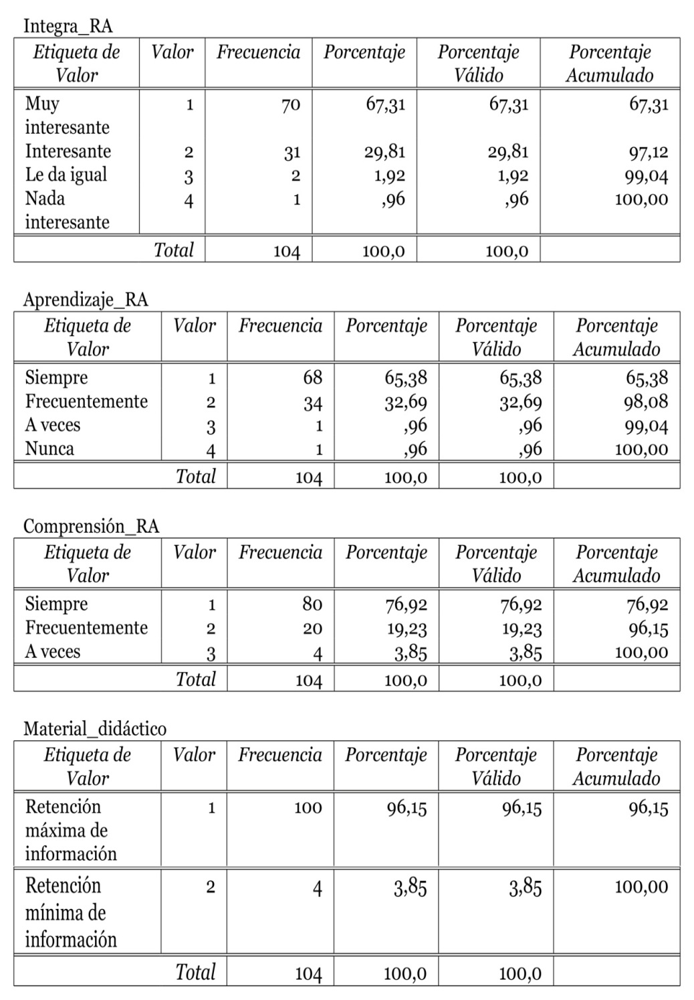 Integra_RA
Etiqueta de Valor Frecuencia Porcentaje Porcentaje Porcentaje
Valor Válido Acumulado
Muy 1 70 67,31 67,31 67,31
interesante
Interesante 2 31 29,81 29,81 97,12
Le da igual 3 2 1,92 1,92 99,04
Nada 4 1 ,96 ,96 100,00
interesante
Total 104 100,0 100,0
Aprendizaje_RA
Etiqueta de Valor Frecuencia Porcentaje Porcentaje Porcentaje
Valor Válido Acumulado
Siempre 1 68 65,38 65,38 65,38
Frecuentemente 2 34 32,69 32,69 98,08
A veces 3 1 ,96 ,96 99,04
Nunca 4 1 ,96 ,96 100,00
Total 104 100,0 100,0
Comprensión_RA
Etiqueta de Valor Frecuencia Porcentaje Porcentaje Porcentaje
Valor Válido Acumulado
Siempre 1 80 76,92 76,92 76,92
Frecuentemente 2 20 19,23 19,23 96,15
A veces 3 4 3,85 3,85 100,00
Total 104 100,0 100,0
Material_didáctico
Etiqueta de Valor Frecuencia Porcentaje Porcentaje Porcentaje
Valor Válido Acumulado
Retención 1 100 96,15 96,15 96,15
máxima de
información
Retención 2 4 3,85 3,85 100,00
mínima de
información
Total 104 100,0 100,0